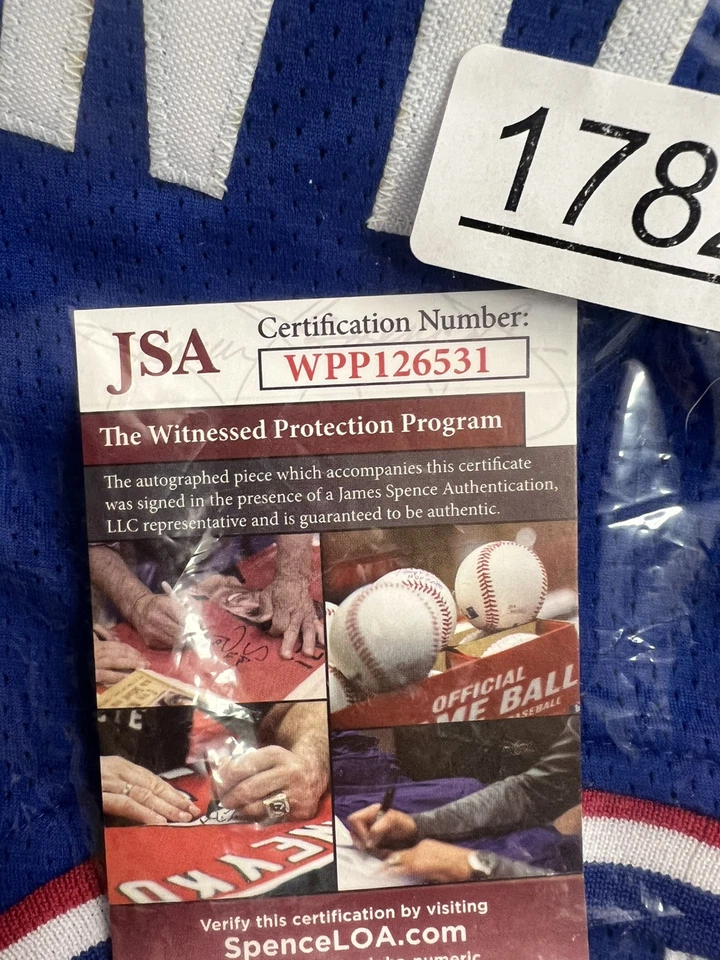 178
JSA
Certification Number:
WPP126531
The Witnessed Protection Program
The autographed piece which accompanies this certificate
was signed in the presence of a James Spence Authentication,
LLC representative and is guaranteed to be authentic.
OFFICIAL
ME BALL
BASEBALL
Verify this certification by visiting
SpenceLOA.com